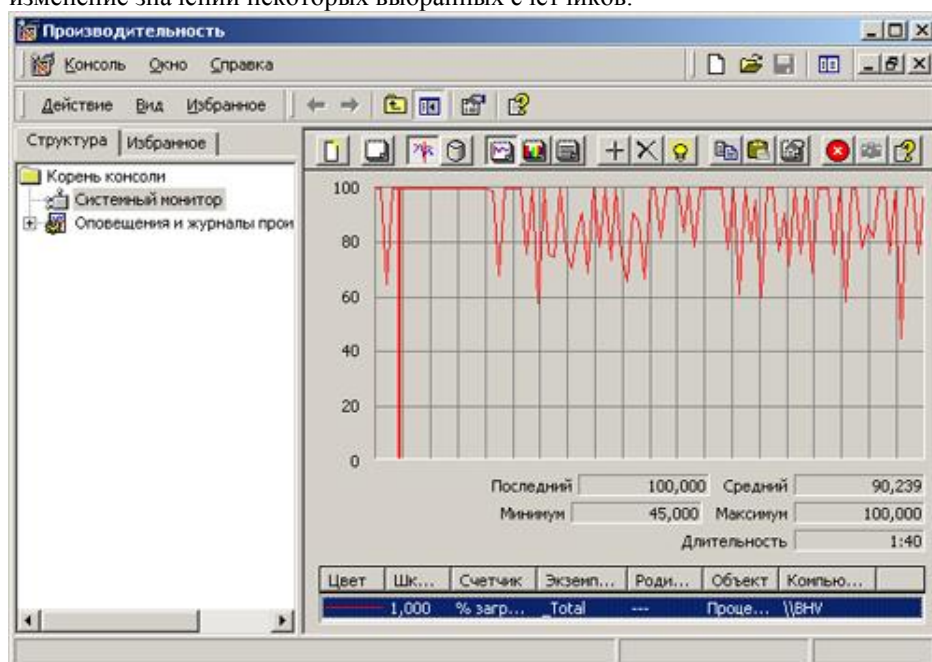 изменение значений некоторых выбранных счетчиков.
Производительность
Консоль Окно Справка
Действие Вид Избранное
Структура Избранное
Корень консоли
Системный монитор
Оповещения и журналы прои
100
80
60
40
20
0
Последний 100,000 Средний 90,239
Минимум 45,000 Максимум 100,000
Длительность 1:40
Цвет Шк... Счетчик Экземп... Роди... Объект Компью...
1,000 % загр... _Total --- Проце... \\BHV